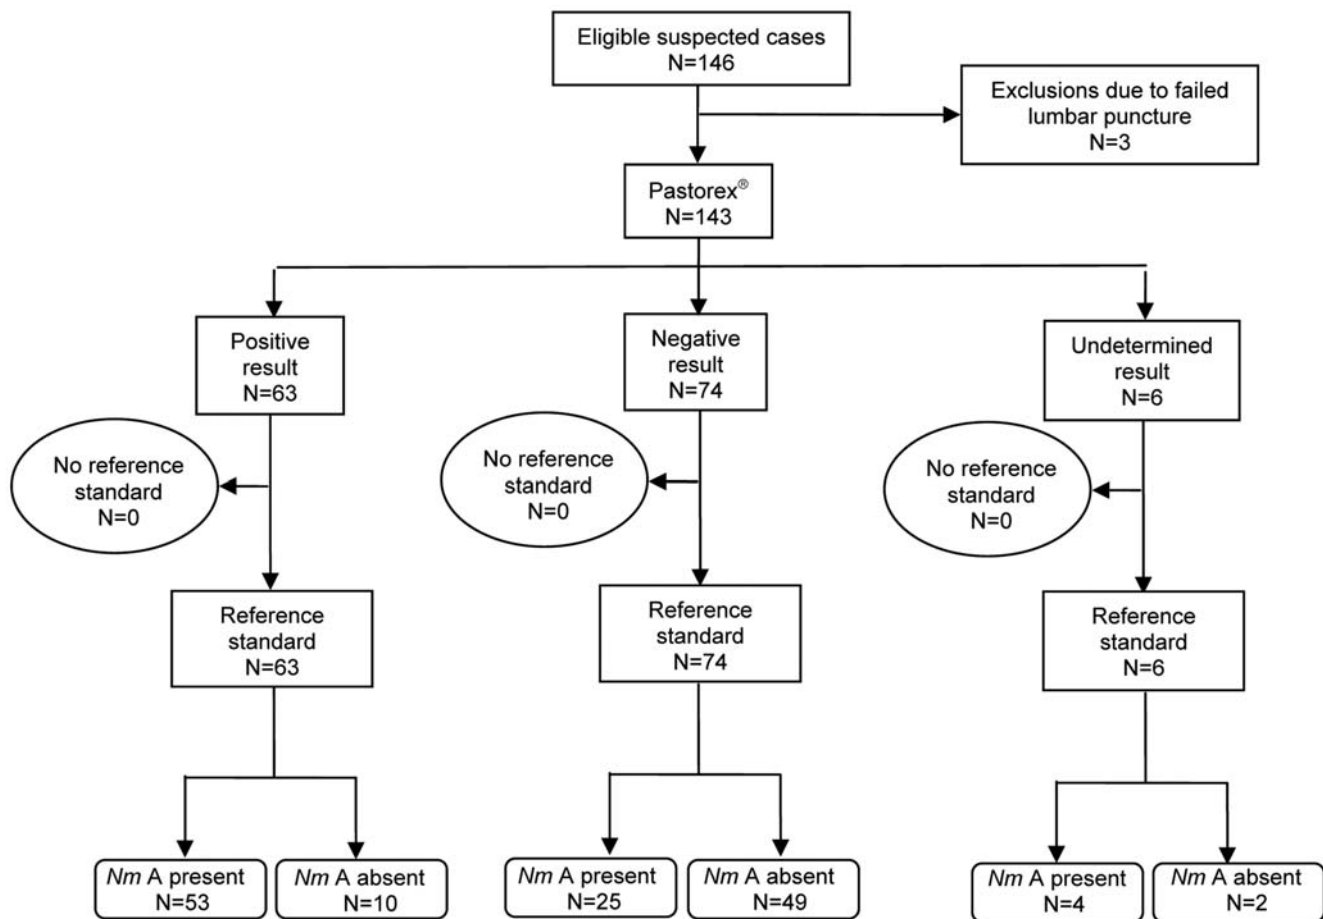 Eligible suspected cases
N=146
Exclusions due to failed
lumbar puncture
N=3
Pastorex®
N=143
Positive
result
N=63
Negative
result
N=74
Undetermined
result
N=6
No reference
standard
N=0
No reference
standard
N=0
No reference
standard
N=0
Reference
standard
N=63
Reference
standard
N=74
Reference
standard
N=6
Nm A present
N=53
Nm A absent
N=10
Nm A present
N=25
Nm A absent
N=49
Nm A present
N=4
Nm A absent
N=2